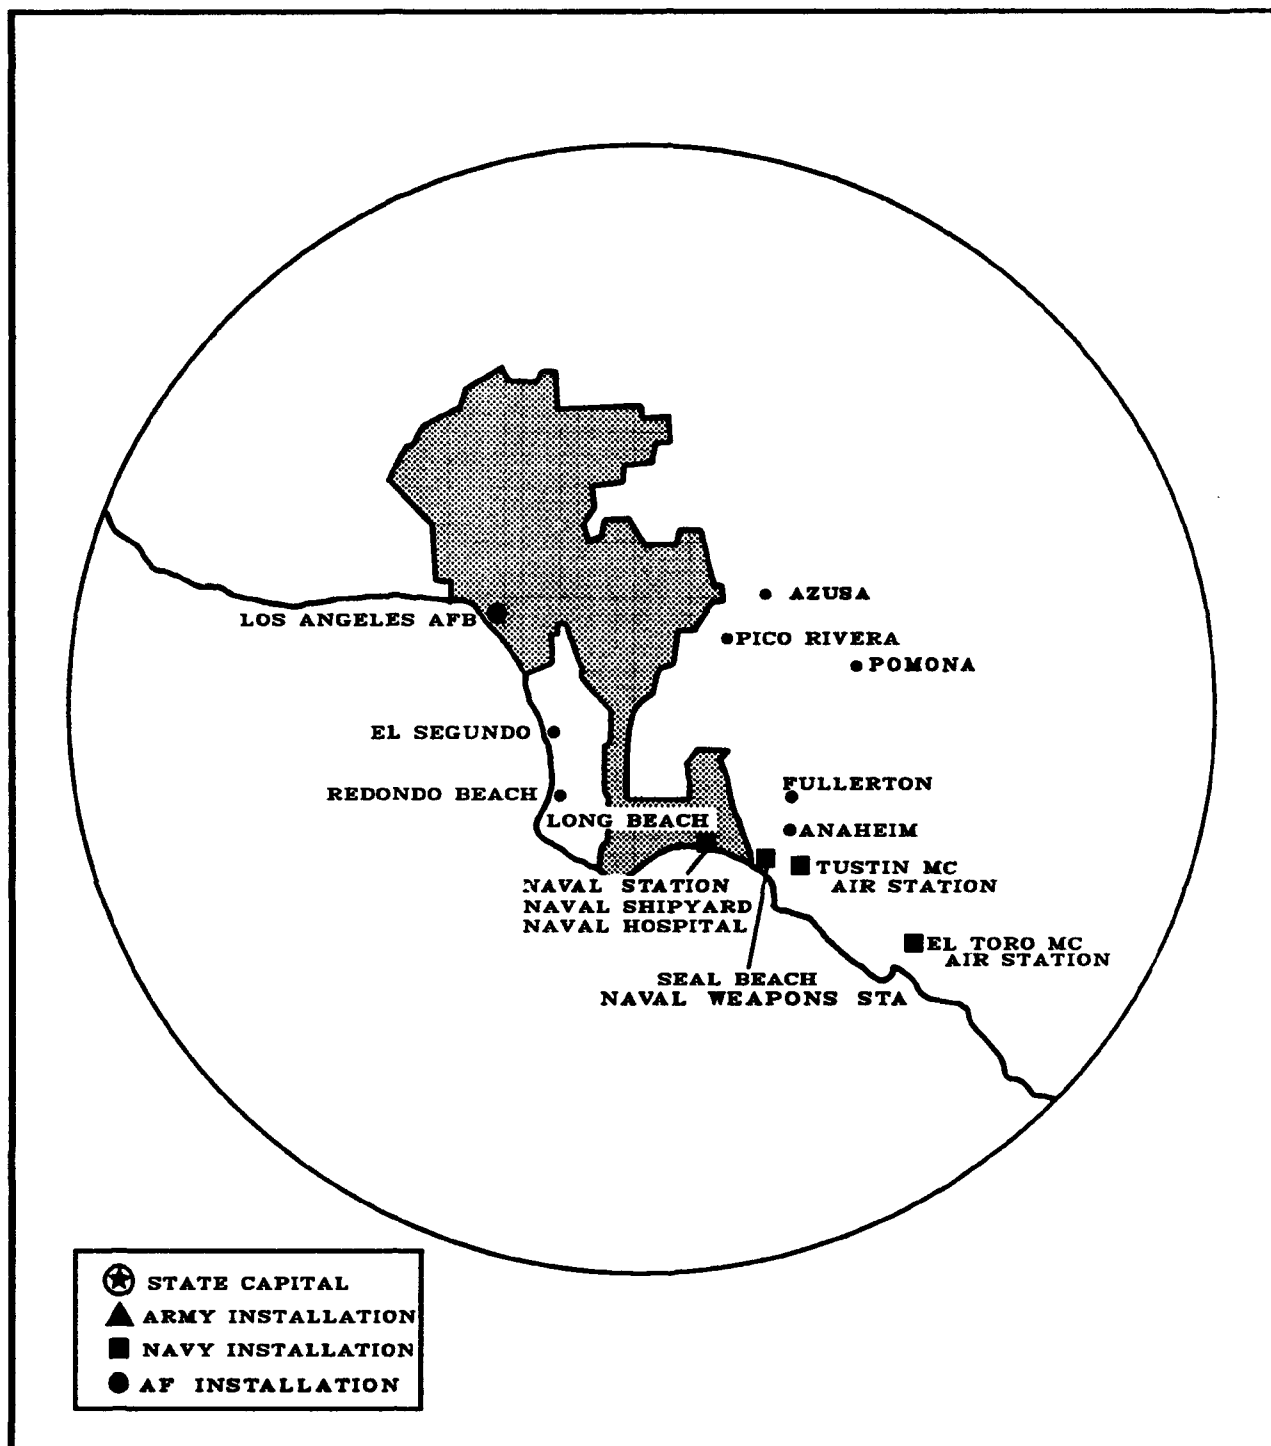 AZUSA
LOS ANGELES AFB
PICO RIVERA
POMONA
EL SEGUNDO
REDONDO BEACH
FULLERTON
LONG BEACH
ANAHEIM
TUSTIN MC
AIR STATION
NAVAL STATION
NAVAL SHIPYARD
NAVAL HOSPITAL
EL TORO MC
AIR STATION
SEAL BEACH
NAVAL WEAPONS STA
STATE CAPITAL
ARMY INSTALLATION
NAVY INSTALLATION
AF INSTALLATION